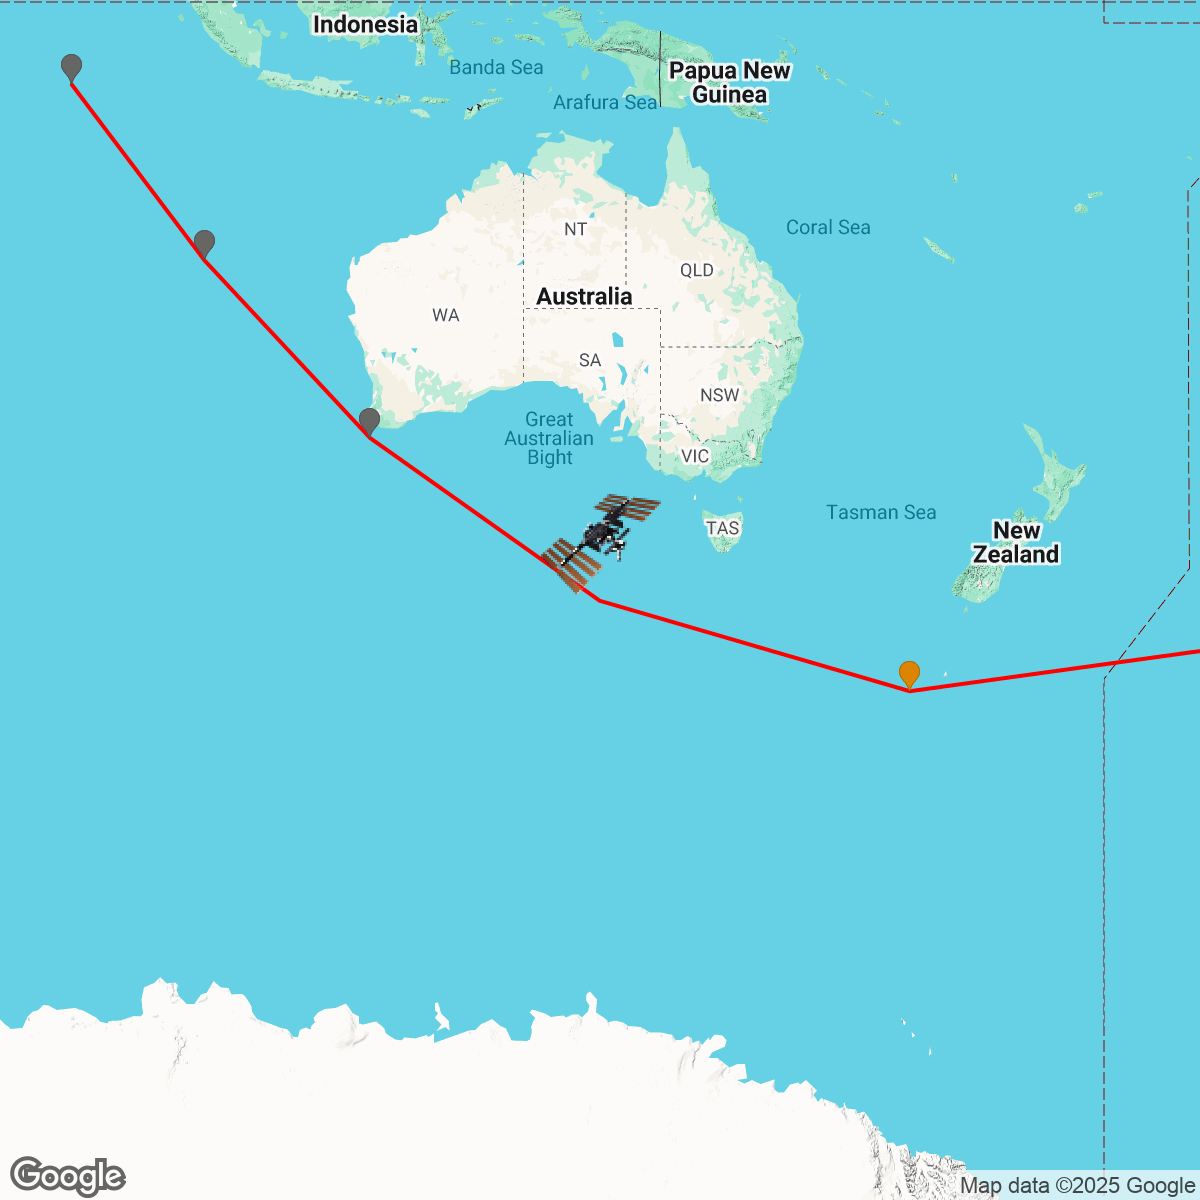 Indonesia
Banda Sea
Papua New
Guinea
Arafura Sea
NT
Coral Sea
QLD
Australia
WA
SA
NSW
Great
Australian
Bight
VIC
Tasman Sea
TAS
New
Zealand
Google
Map data ©2025 Google